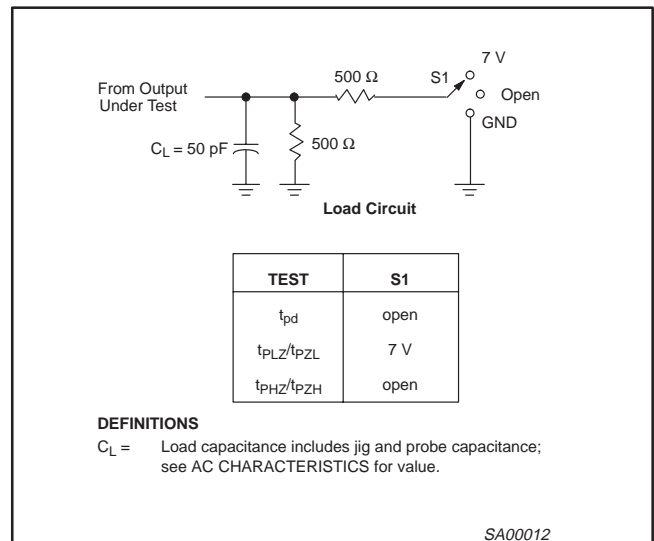 7 V
500 Ω
S1
From Output
Under Test
Open
GND
C_L = 50 pF
500 Ω
Load Circuit
TEST S1
t_pd open
t_PLZ/t_PZL 7 V
t_PHZ/t_PZH open
DEFINITIONS
C_L = Load capacitance includes jig and probe capacitance;
see AC CHARACTERISTICS for value.
SA00012